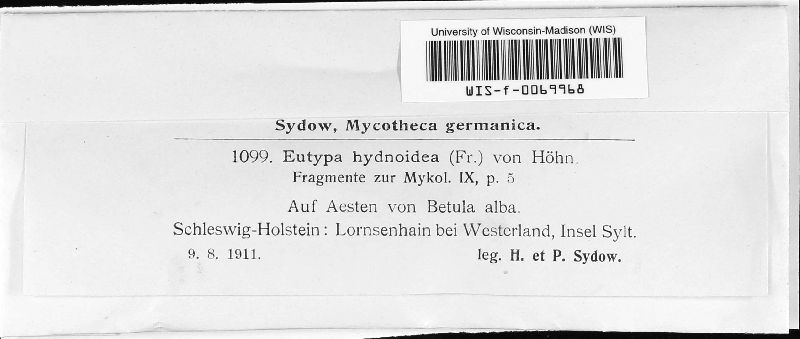 University of Wisconsin-Madison (WIS)
WIS-f-0069968
Sydow, Mycotheca germanica.
1099. Eutypa hydnoidea (Fr.) von Höhn.
Fragmente zur Mykol. IX, p. 5
Auf Aesten von Betula alba.
Schleswig-Holstein: Lornsenhain bei Westerland, Insel Sylt.
9. 8. 1911. leg. H. et P. Sydow.